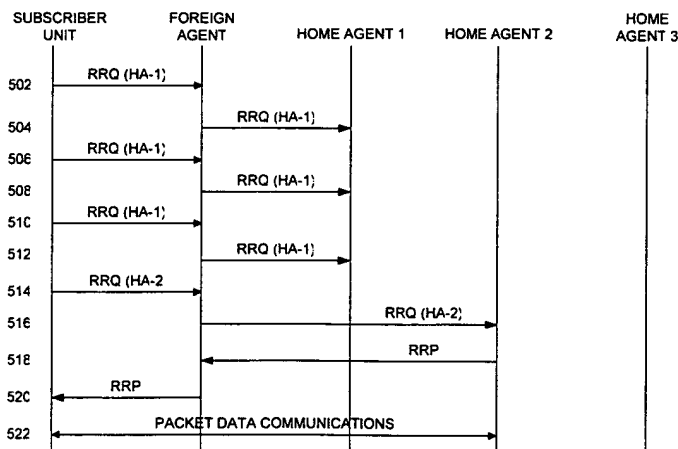 SUBSCRIBER
UNIT
FOREIGN
AGENT
HOME AGENT 1
HOME AGENT 2
HOME
AGENT 3
502
RRQ (HA-1)
504
RRQ (HA-1)
506
RRQ (HA-1)
508
RRQ (HA-1)
510
RRQ (HA-1)
512
RRQ (HA-1)
514
RRQ (HA-2
516
RRQ (HA-2)
518
RRP
520
RRP
522
PACKET DATA COMMUNICATIONS